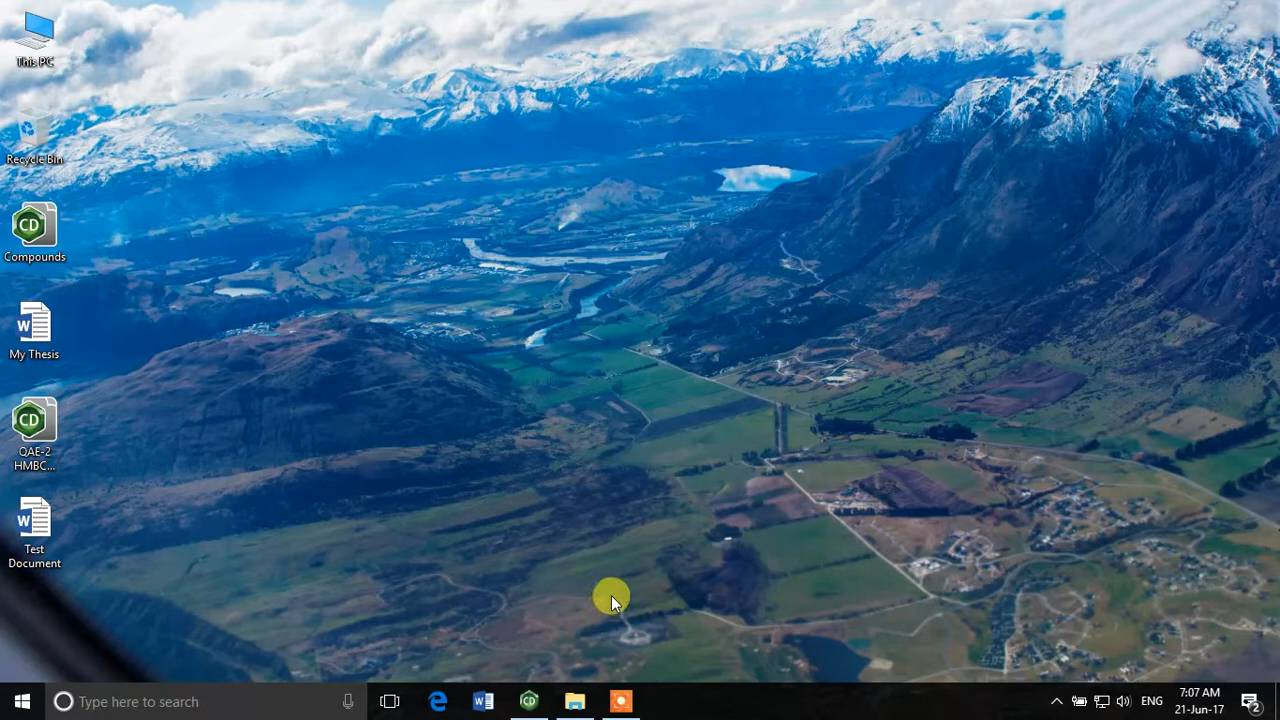 This PC
Recycle Bin
CD
Compounds
W
My Thesis
CD
QAE-2
HMBC...
W
Test
Document
Type here to search
e
W
CD
ENG
7:07 AM
21-Jun-17
2